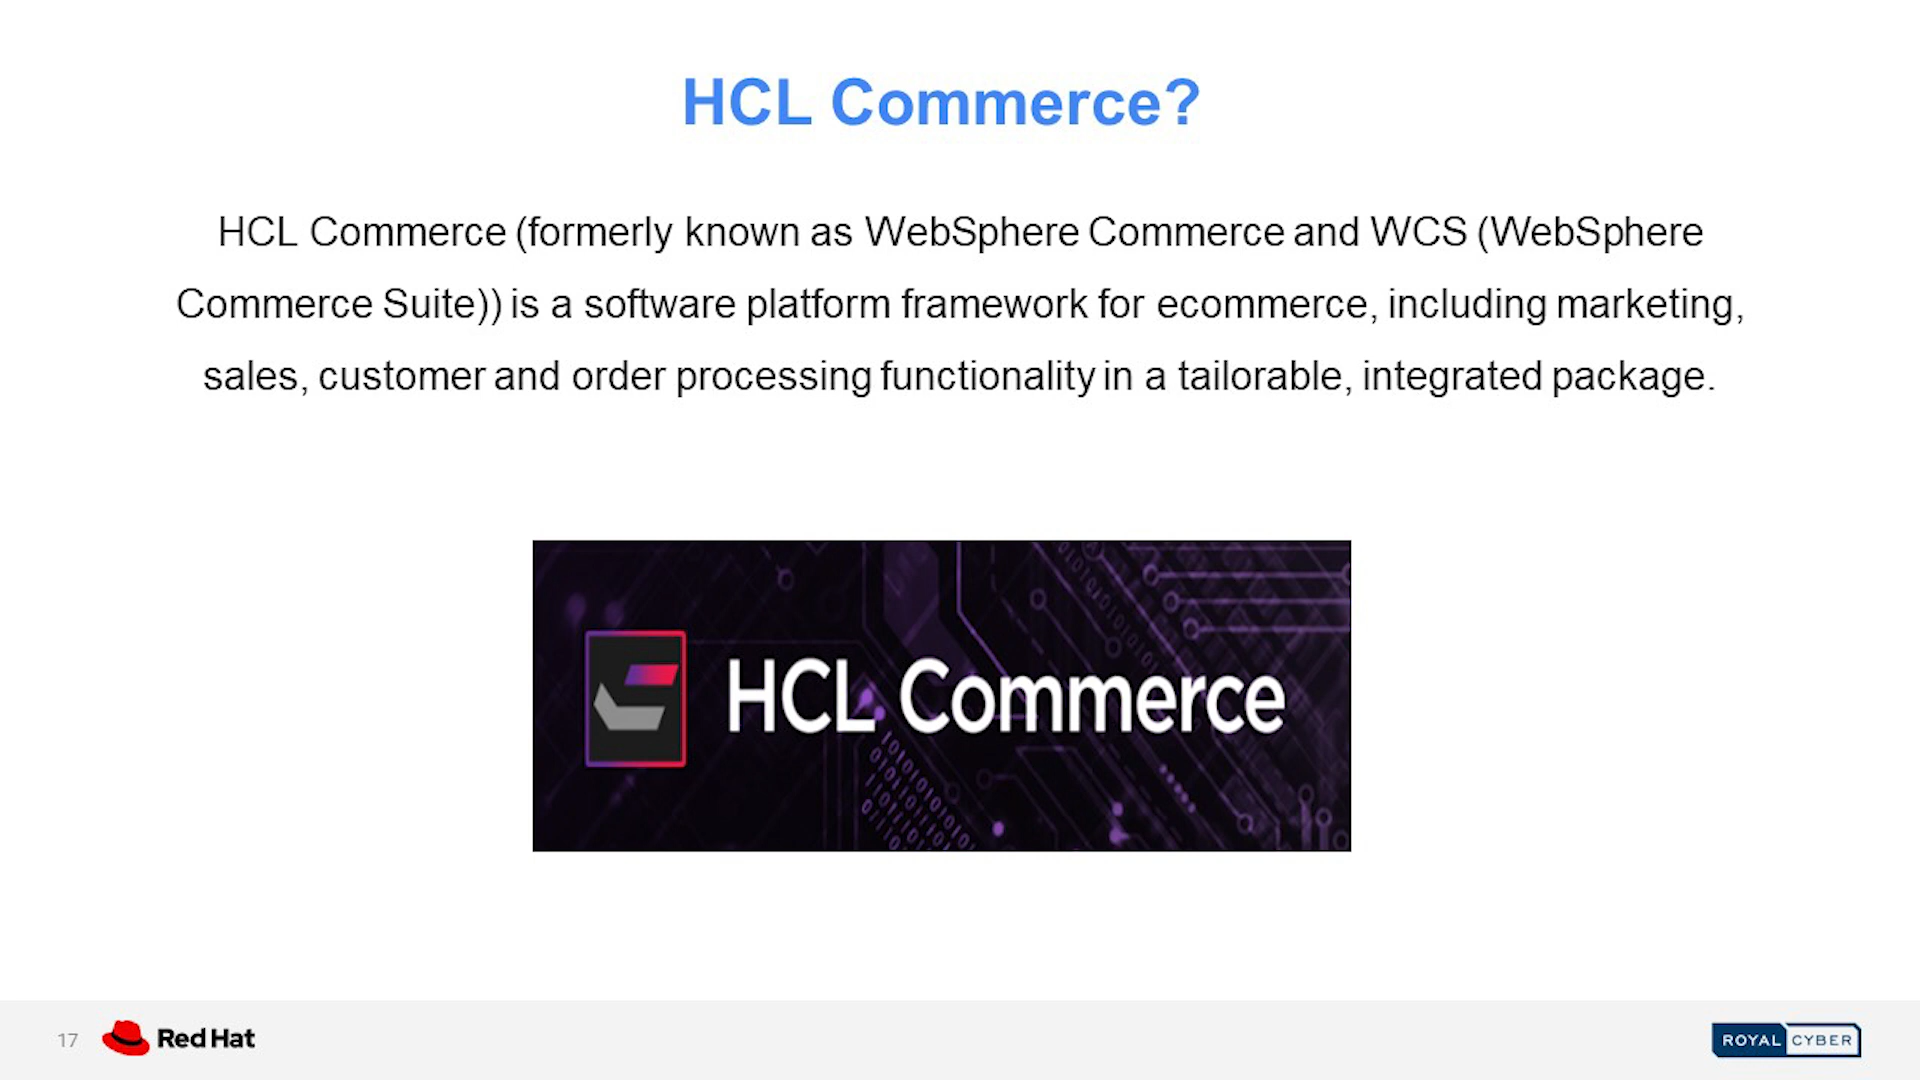 HCL Commerce?
HCL Commerce (formerly known as WebSphere Commerce and WCS (WebSphere
Commerce Suite)) is a software platform framework for ecommerce, including marketing,
sales, customer and order processing functionality in a tailorable, integrated package.
HCL Commerce
17
Red Hat
ROYAL CYBER